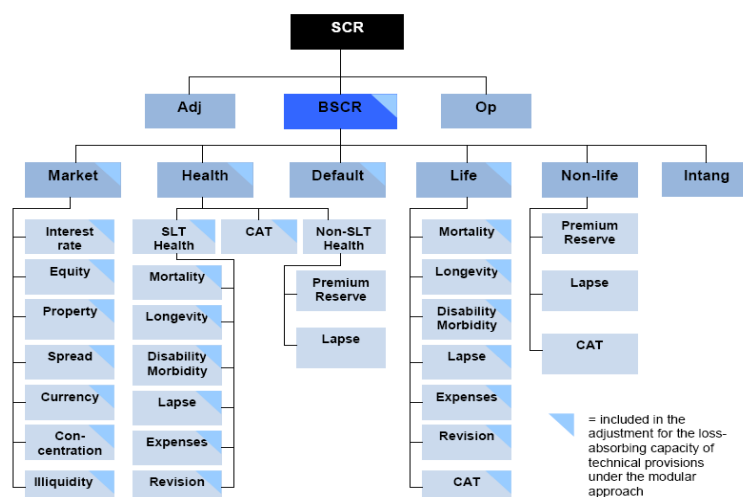 SCR
Adj
BSCR
Op
Market
Health
Default
Life
Non-life
Intang
Interest
rate
Equity
Property
Spread
Currency
Con-
centration
Illiquidity
SLT
Health
CAT
Non-SLT
Health
Mortality
Longevity
Disability
Morbidity
Lapse
Expenses
Revision
Premium
Reserve
Lapse
Mortality
Longevity
Disability
Morbidity
Lapse
Expenses
Revision
CAT
Premium
Reserve
Lapse
CAT
= included in the
adjustment for the loss-
absorbing capacity of
technical provisions
under the modular
approach